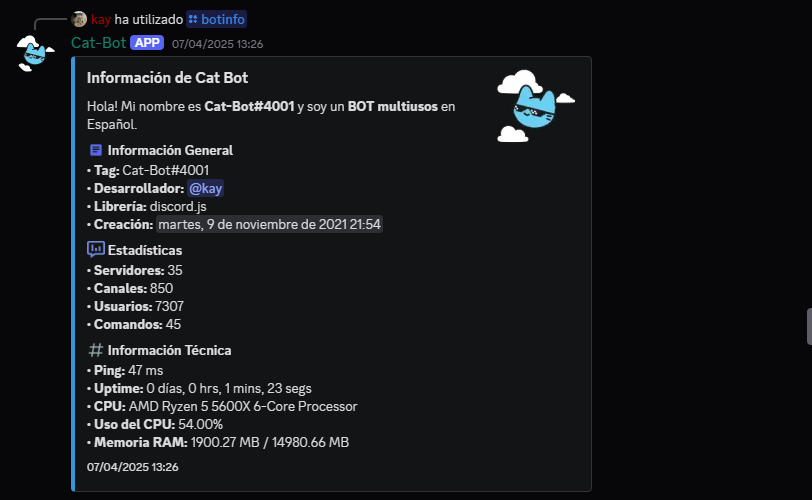 kay ha utilizado botinfo
Cat-Bot APP 07/04/2025 13:26
Información de Cat Bot
Hola! Mi nombre es Cat-Bot#4001 y soy un BOT multiusos en
Español.
Información General
• Tag: Cat-Bot#4001
• Desarrollador: @kay
• Librería: discord.js
• Creación: martes, 9 de noviembre de 2021 21:54
Estadísticas
• Servidores: 35
• Canales: 850
• Usuarios: 7307
• Comandos: 45
Información Técnica
• Ping: 47 ms
• Uptime: 0 días, 0 hrs, 1 mins, 23 segs
• CPU: AMD Ryzen 5 5600X 6-Core Processor
• Uso del CPU: 54.00%
• Memoria RAM: 1900.27 MB / 14980.66 MB
07/04/2025 13:26